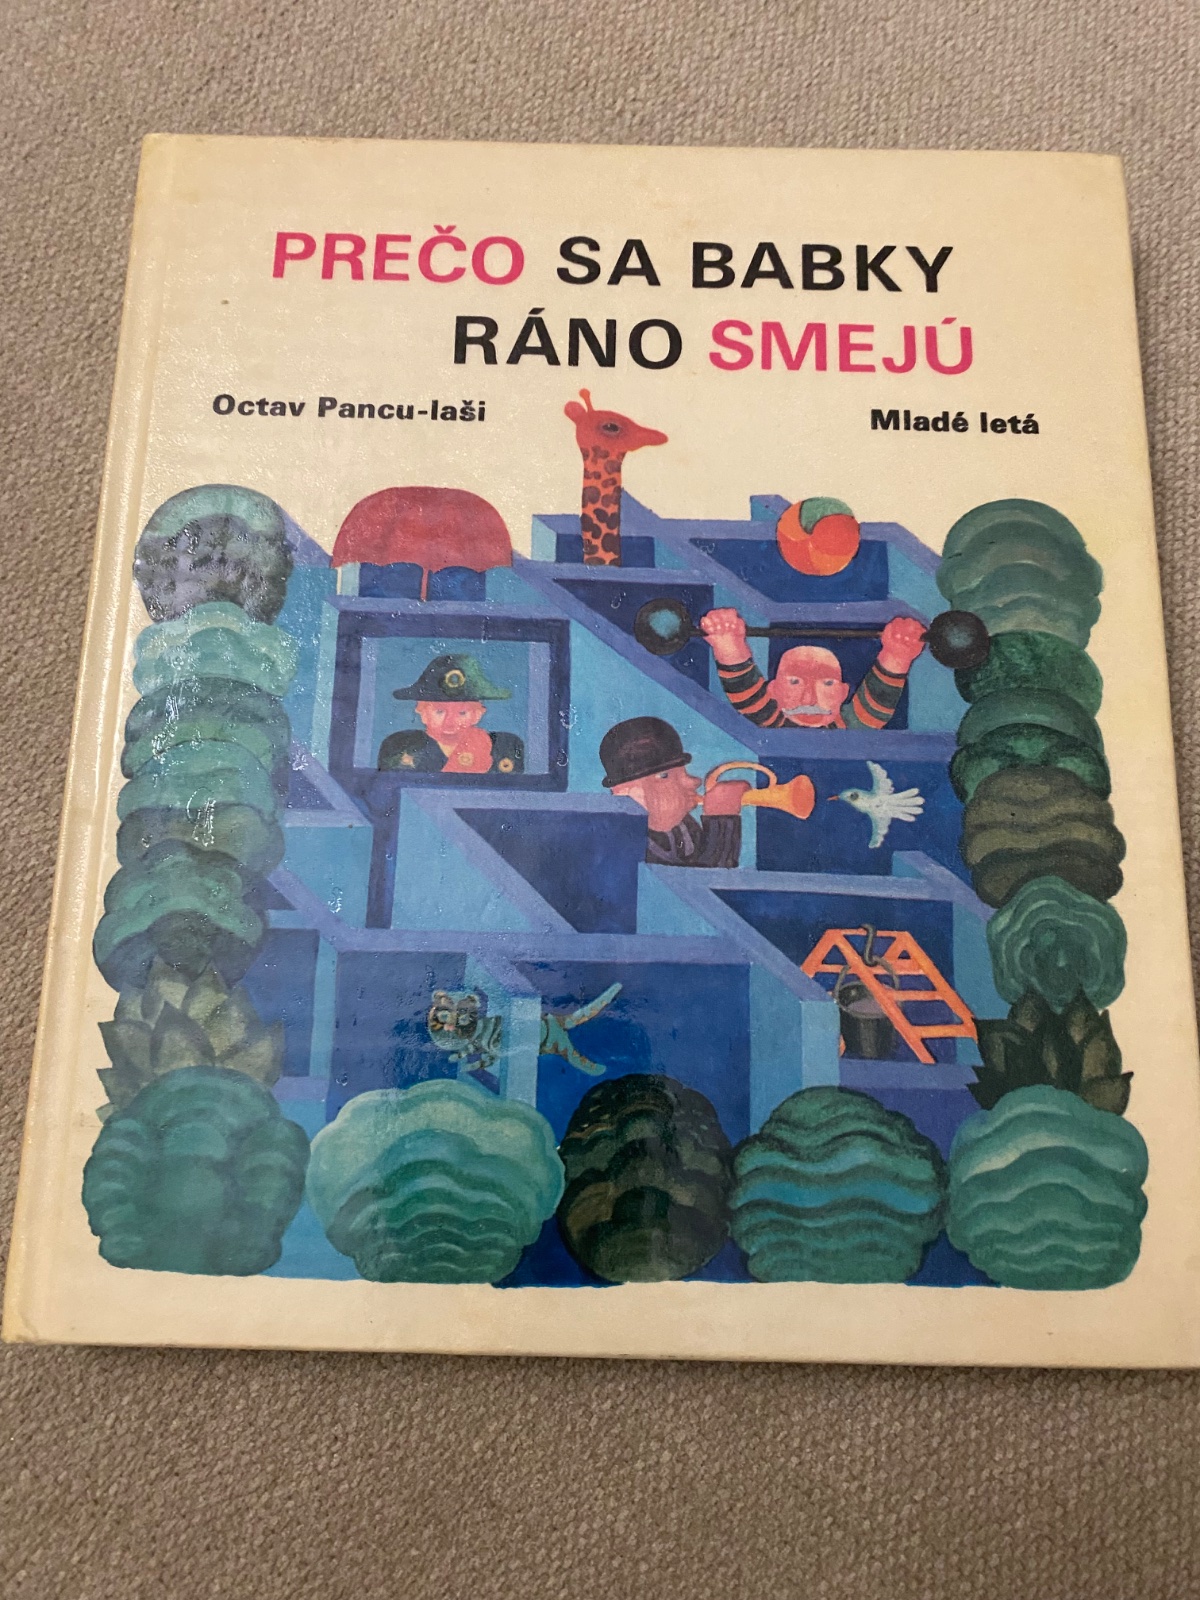 PREČO SA BABKY
RÁNO SMEJÚ
Octav Pancu-Iaši
Mladé letá